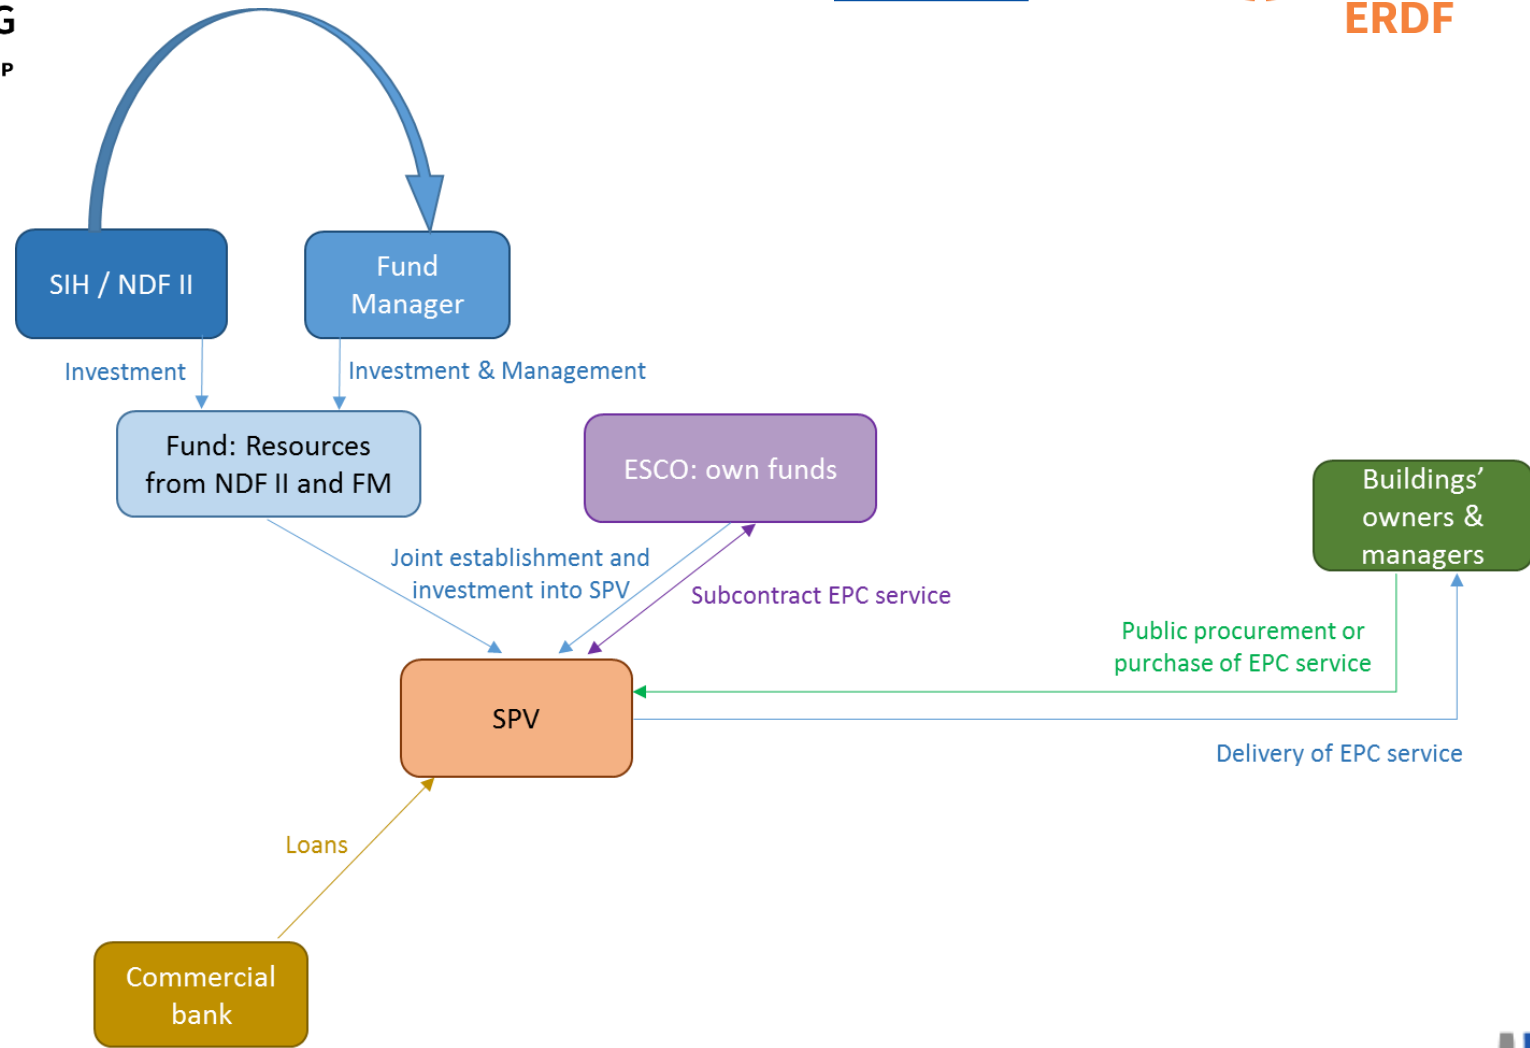 G
P
ERDF
SIH / NDF II
Fund
Manager
Investment
Investment & Management
Fund: Resources
from NDF II and FM
ESCO: own funds
Buildings’
owners &
managers
Joint establishment and
investment into SPV
Subcontract EPC service
Public procurement or
purchase of EPC service
SPV
Delivery of EPC service
Loans
Commercial
bank